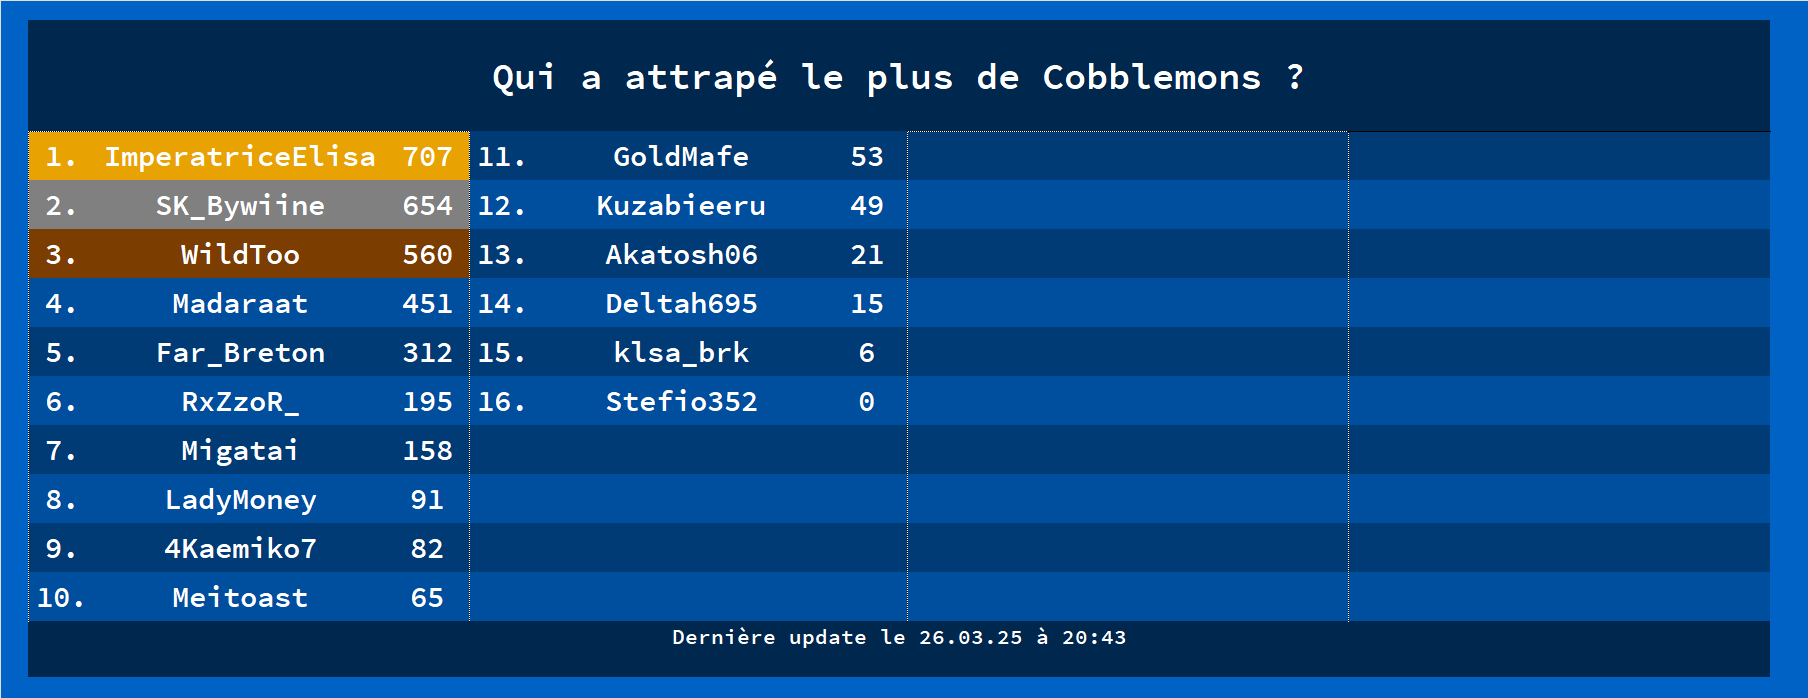 Qui a attrapé le plus de Cobblemons ?
1. ImperatriceElisa 707
2. SK_Bywiine 654
3. WildToo 560
4. Madaraat 451
5. Far_Breton 312
6. RxZzoR_ 195
7. Migatai 158
8. LadyMoney 91
9. 4Kaemiko7 82
10. Meitoast 65
11. GoldMafe 53
12. Kuzabieeru 49
13. Akatosh06 21
14. Deltah695 15
15. klsa_brk 6
16. Stefio352 0
Dernière update le 26.03.25 à 20:43